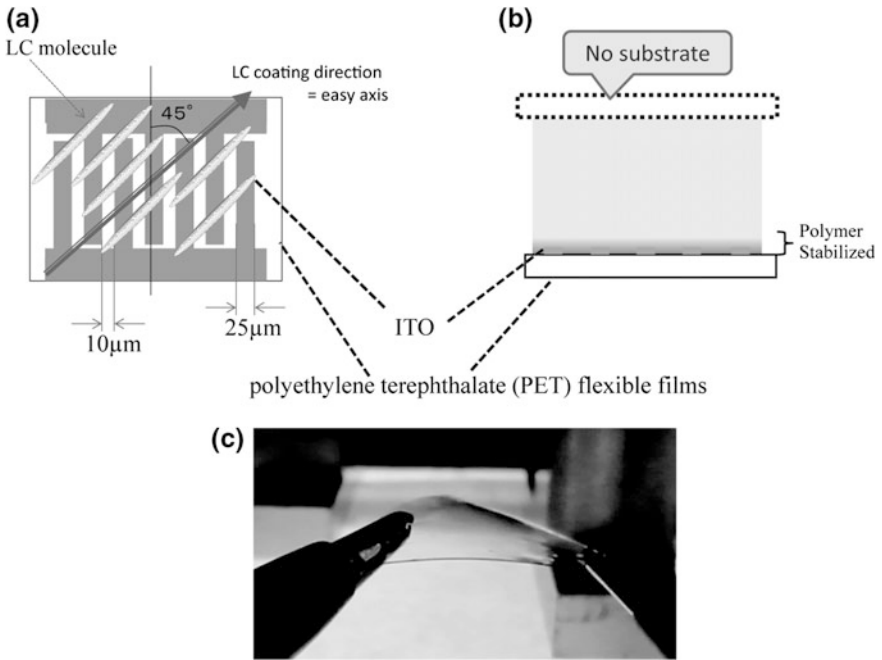 (a)
LC molecule
LC coating direction
= easy axis
45°
10μm
25μm
(b)
No substrate
Polymer
Stabilized
ITO
polyethylene terephthalate (PET) flexible films
(c)